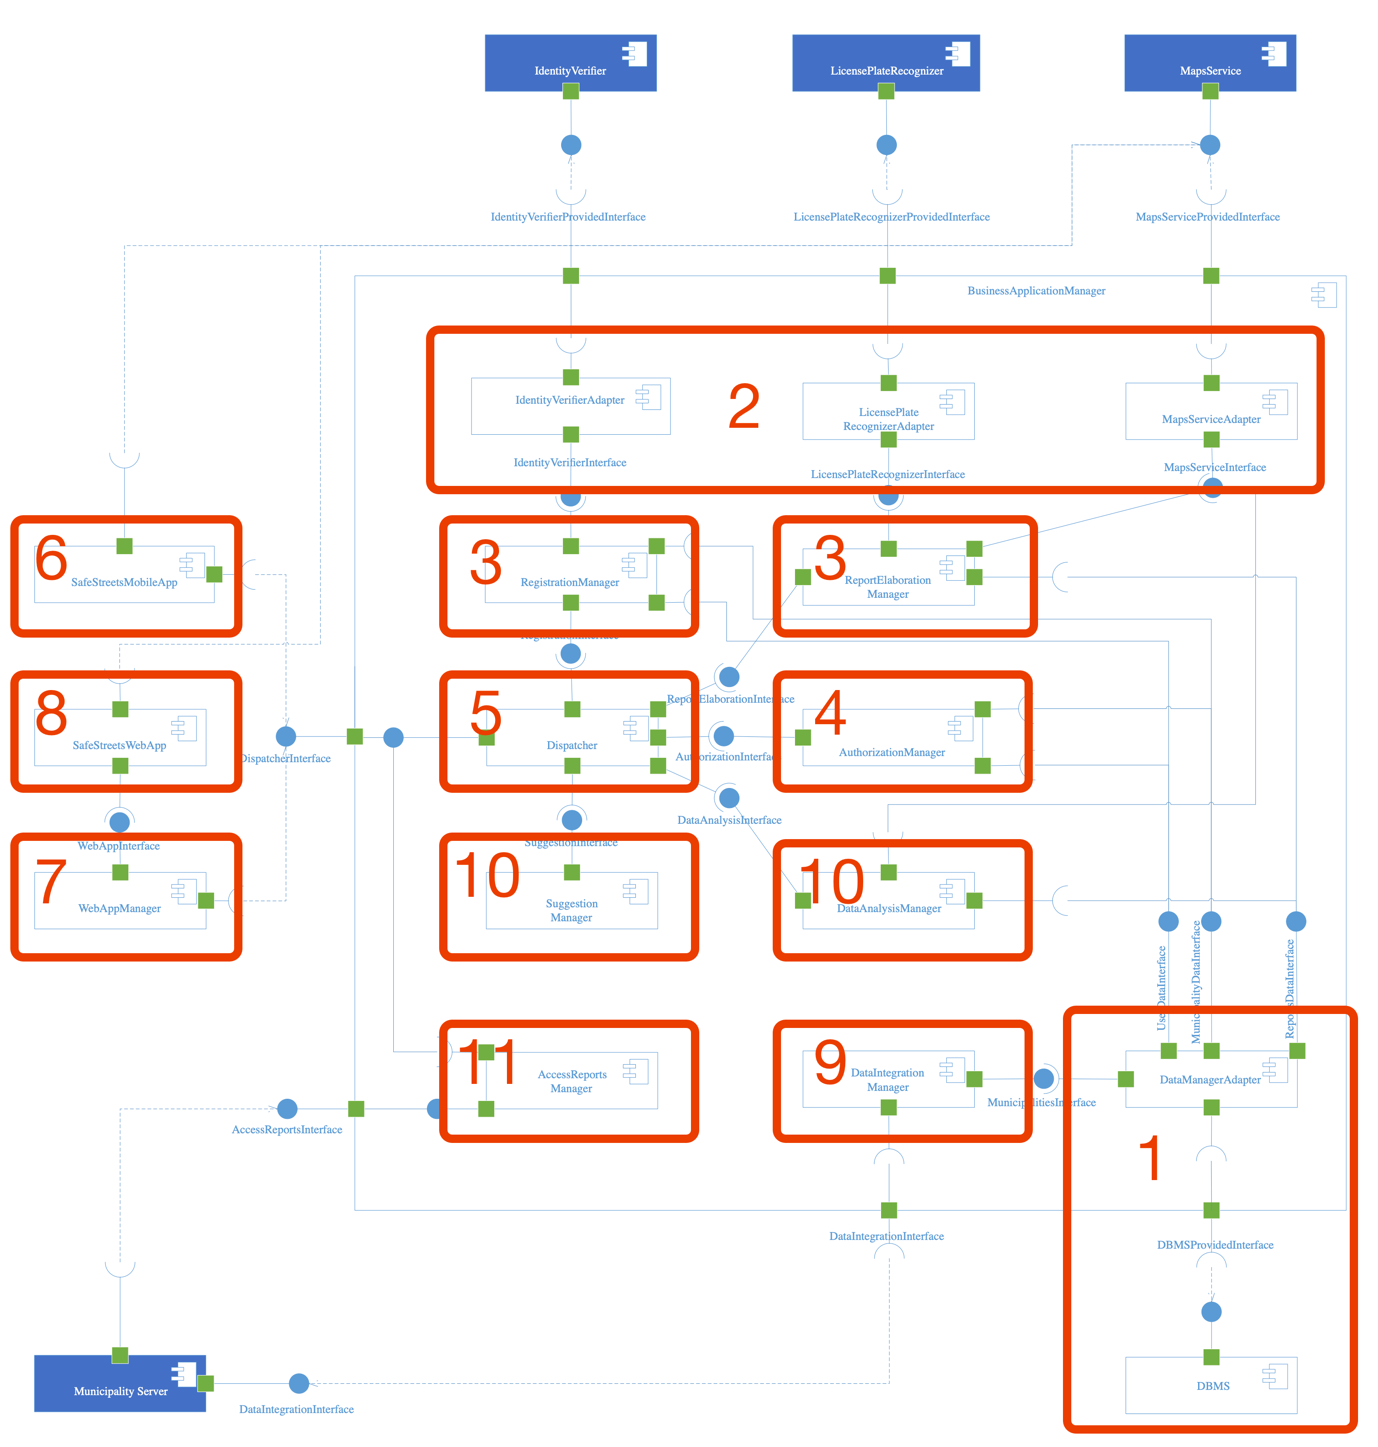 IdentityVerifier
LicensePlateRecognizer
MapsService
IdentityVerifierProvidedInterface
LicensePlateRecognizerProvidedInterface
MapsServiceProvidedInterface
BusinessApplicationManager
2
IdentityVerifierAdapter
LicensePlate
RecognizerAdapter
MapsServiceAdapter
IdentityVerifierInterface
LicensePlateRecognizerInterface
MapsServiceInterface
6
SafeStreetsMobileApp
3
RegistrationManager
3
ReportElaboration
Manager
RegistrationInterface
ReportElaborationInterface
8
SafeStreetsWebApp
5
Dispatcher
4
AuthorizationManager
DispatcherInterface
AuthorizationInterface
DataAnalysisInterface
WebAppInterface
SuggestionInterface
7
WebAppManager
10
Suggestion
Manager
10
DataAnalysisManager
UserDataInterface
MunicipalityDataInterface
ReportsDataInterface
11
AccessReports
Manager
9
DataIntegration
Manager
MunicipalitiesInterface
DataManagerAdapter
AccessReportsInterface
1
DataIntegrationInterface
DBMSProvidedInterface
Municipality Server
DBMS
DataIntegrationInterface